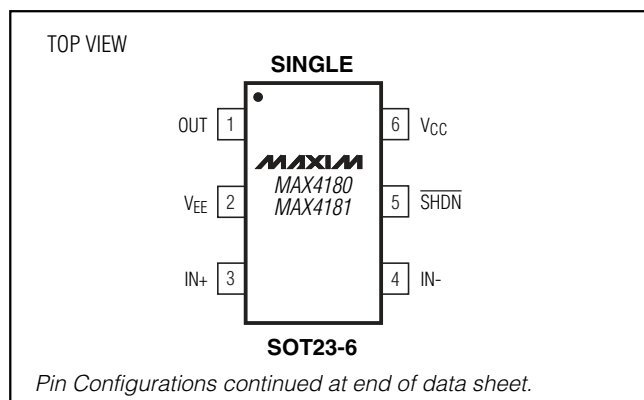 TOP VIEW
SINGLE
OUT 1
6 VCC
MAXIM
MAX4180
MAX4181
VEE 2
5 SHDN
IN+ 3
4 IN-
SOT23-6
Pin Configurations continued at end of data sheet.